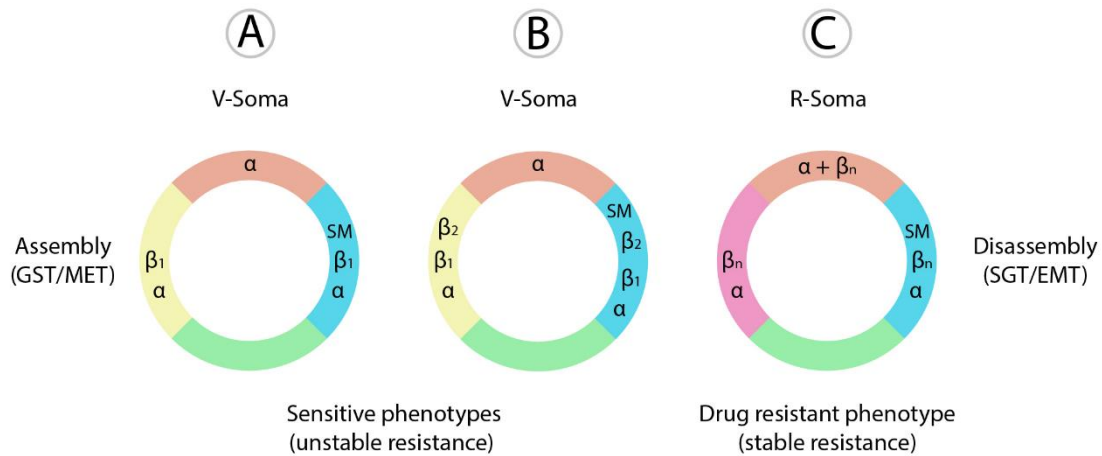 A
B
C
V-Soma
V-Soma
R-Soma
α
α
α + βn
SM
β1
α
β1
α
SM
β2
β1
α
β2
β1
α
SM
βn
α
βn
α
Assembly
(GST/MET)
Disassembly
(SGT/EMT)
Sensitive phenotypes
(unstable resistance)
Drug resistant phenotype
(stable resistance)